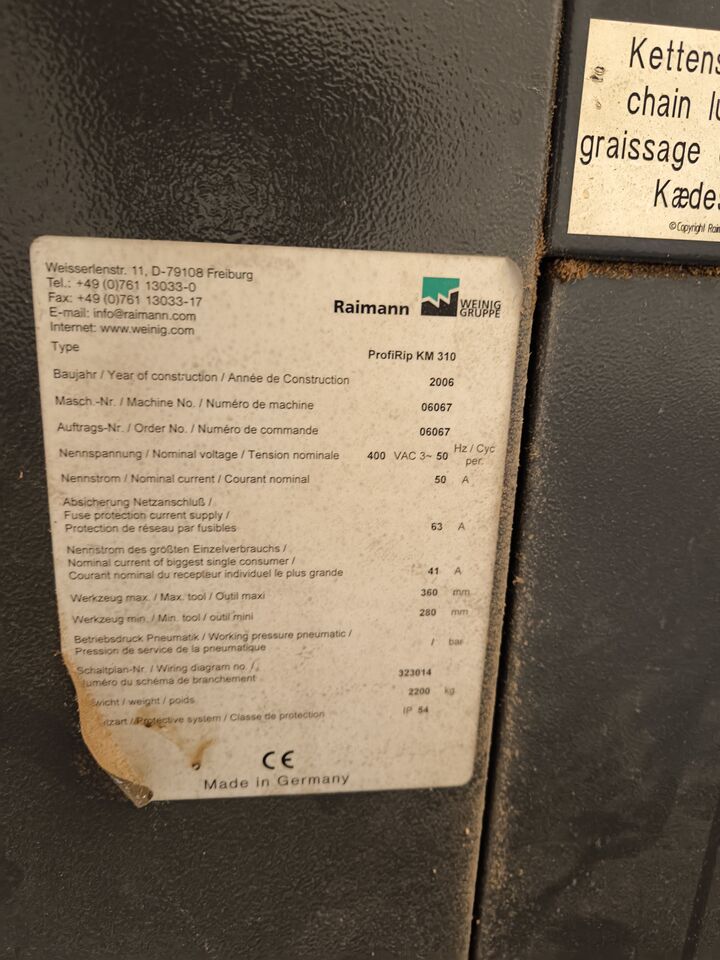 Kettens
chain lu
graissage
Kædes
© Copyright Rai
Weisserlenstr. 11, D-79108 Freiburg
Tel.: +49 (0)761 13033-0
Fax: +49 (0)761 13033-17
E-mail: info@raimann.com
Internet: www.weinig.com
Raimann WEINIG
GRUPPE
Type ProfiRip KM 310
Baujahr / Year of construction / Année de Construction 2006
Masch.-Nr. / Machine No. / Numéro de machine 06067
Auftrags-Nr. / Order No. / Numéro de commande 06067
Nennspannung / Nominal voltage / Tension nominale 400 VAC 3~ 50 Hz / Cyc per.
Nennstrom / Nominal current / Courant nominal 50 A
Absicherung Netzanschluß /
Fuse protection current supply /
Protection de réseau par fusibles 63 A
Nennstrom des größten Einzelverbrauchs /
Nominal current of biggest single consumer /
Courant nominal du recepteur individuel le plus grande 41 A
Werkzeug max. / Max. tool / Outil maxi 360 mm
Werkzeug min. / Min. tool / outil mini 280 mm
Betriebsdruck Pneumatik / Working pressure pneumatic /
Pression de service de la pneumatique / bar
Schaltplan-Nr. / Wiring diagram no. /
uméro du schéma de branchement 323014
wicht / weight / poids 2200 kg
tzart / Protective system / Classe de protection IP 54
CE
Made in Germany